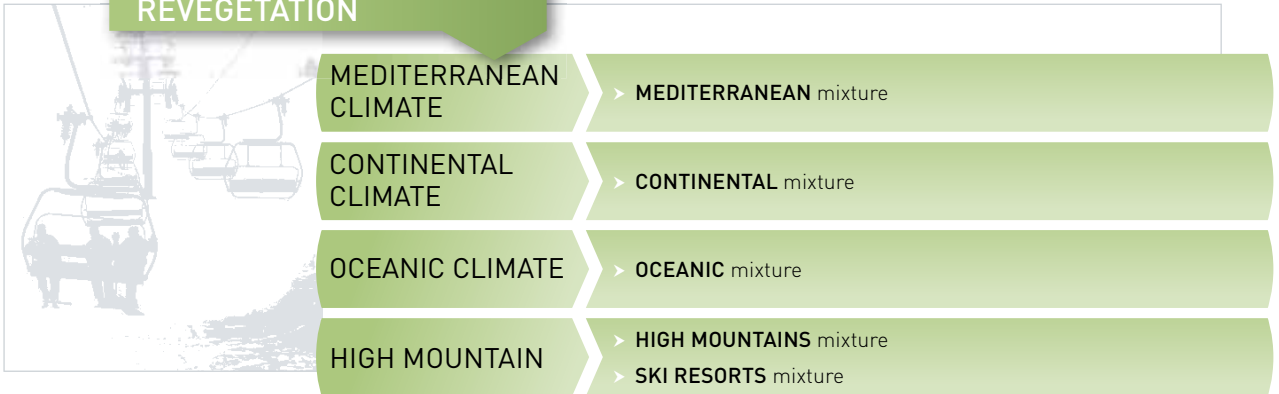 REVEGETATION
MEDITERRANEAN
CLIMATE
> MEDITERRANEAN mixture
CONTINENTAL
CLIMATE
> CONTINENTAL mixture
OCEANIC CLIMATE
> OCEANIC mixture
HIGH MOUNTAIN
> HIGH MOUNTAINS mixture
> SKI RESORTS mixture